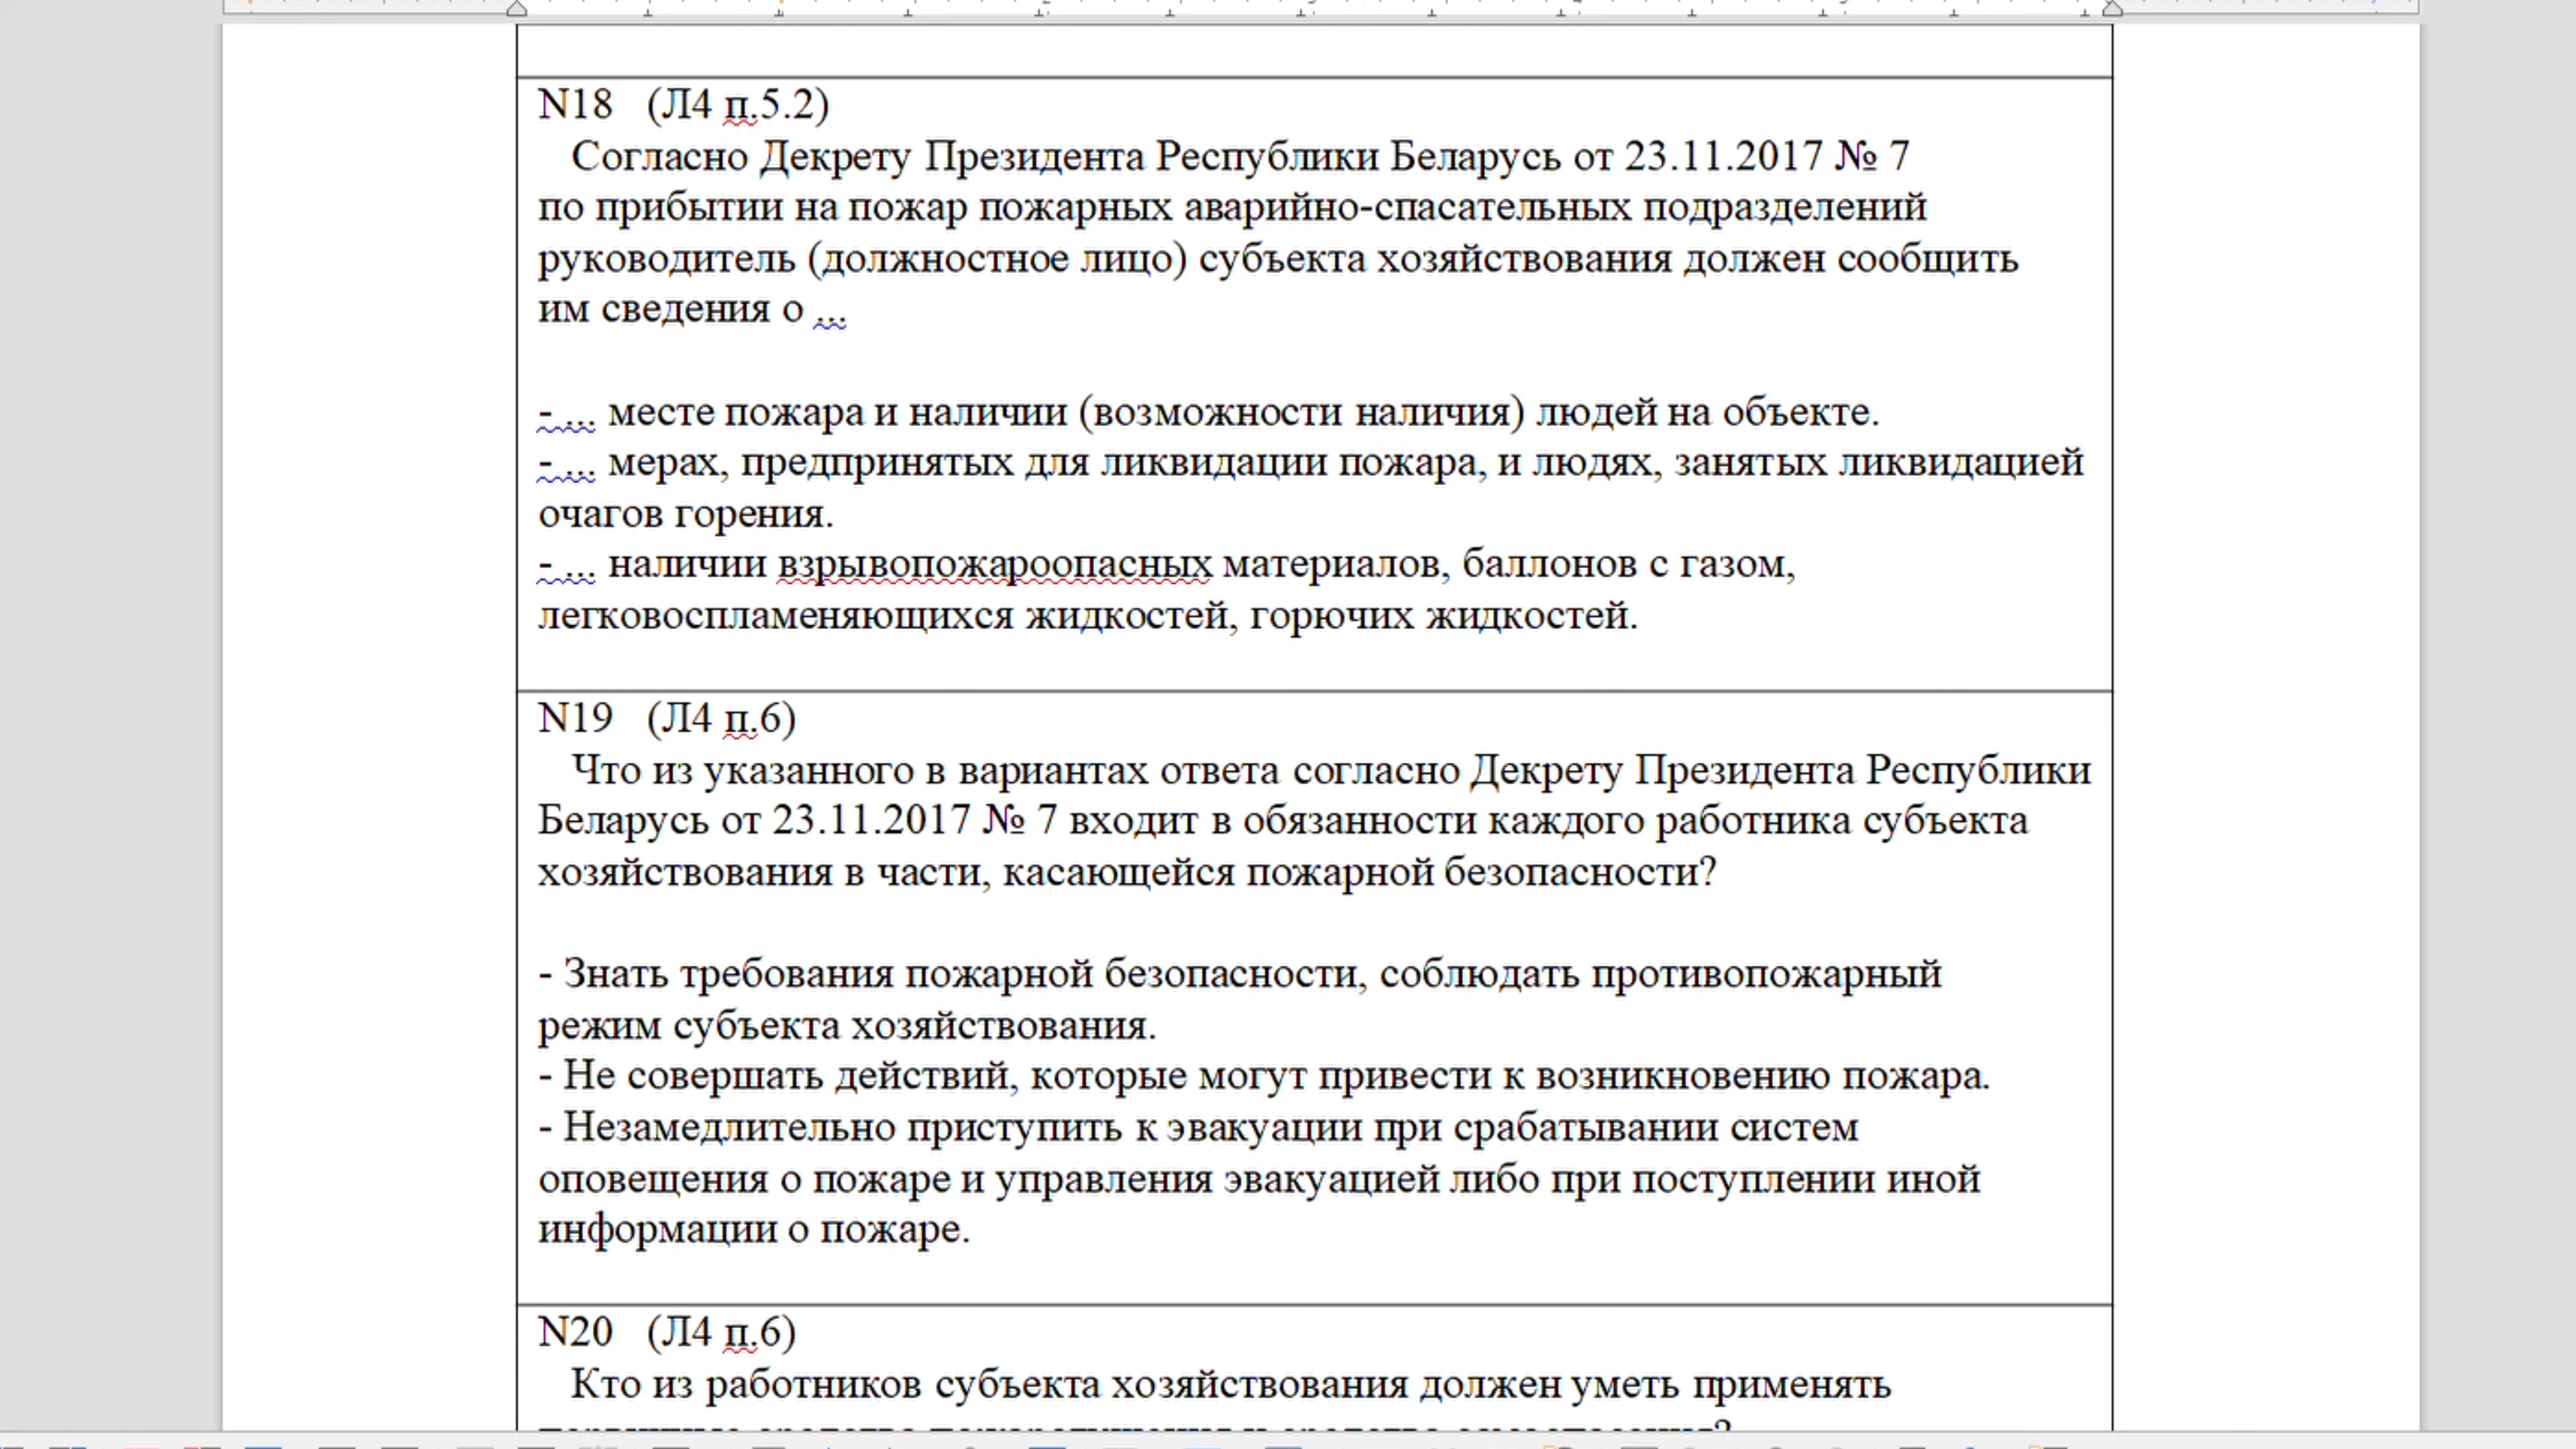 N18 (Л4 п.5.2)
Согласно Декрету Президента Республики Беларусь от 23.11.2017 № 7
по прибытии на пожар пожарных аварийно-спасательных подразделений
руководитель (должностное лицо) субъекта хозяйствования должен сообщить
им сведения о ...
- ... месте пожара и наличии (возможности наличия) людей на объекте.
- ... мерах, предпринятых для ликвидации пожара, и людях, занятых ликвидацией
очагов горения.
- ... наличии взрывопожароопасных материалов, баллонов с газом,
легковоспламеняющихся жидкостей, горючих жидкостей.
N19 (Л4 п.6)
Что из указанного в вариантах ответа согласно Декрету Президента Республики
Беларусь от 23.11.2017 № 7 входит в обязанности каждого работника субъекта
хозяйствования в части, касающейся пожарной безопасности?
- Знать требования пожарной безопасности, соблюдать противопожарный
режим субъекта хозяйствования.
- Не совершать действий, которые могут привести к возникновению пожара.
- Незамедлительно приступить к эвакуации при срабатывании систем
оповещения о пожаре и управления эвакуацией либо при поступлении иной
информации о пожаре.
N20 (Л4 п.6)
Кто из работников субъекта хозяйствования должен уметь применять